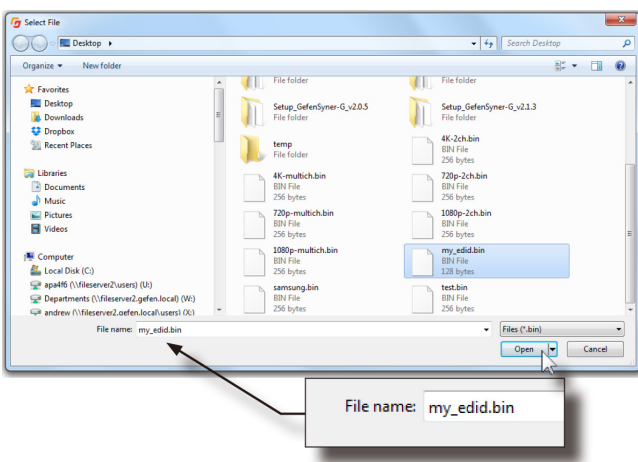 Select File
Desktop
Search Desktop
Organize
New folder
Favorites
Desktop
Downloads
Dropbox
Recent Places
Libraries
Documents
Music
Pictures
Videos
Computer
Local Disk (C:)
apa4f6 (\\fileserver2\users) (U:)
Departments (\\fileserver2.gefen.local) (W:)
andrew (\\fileserver2.gefen.local\users) (X:)
File folder
File folder
Setup_GefenSyner-G_v2.0.5
File folder
Setup_GefenSyner-G_v2.1.3
File folder
temp
File folder
4K-2ch.bin
BIN File
256 bytes
4K-multich.bin
BIN File
256 bytes
720p-2ch.bin
BIN File
256 bytes
720p-multich.bin
BIN File
256 bytes
1080p-2ch.bin
BIN File
256 bytes
1080p-multich.bin
BIN File
256 bytes
my_edid.bin
BIN File
128 bytes
samsung.bin
BIN File
256 bytes
test.bin
BIN File
256 bytes
File name: my_edid.bin
Files (*.bin)
Open
Cancel
File name: my_edid.bin